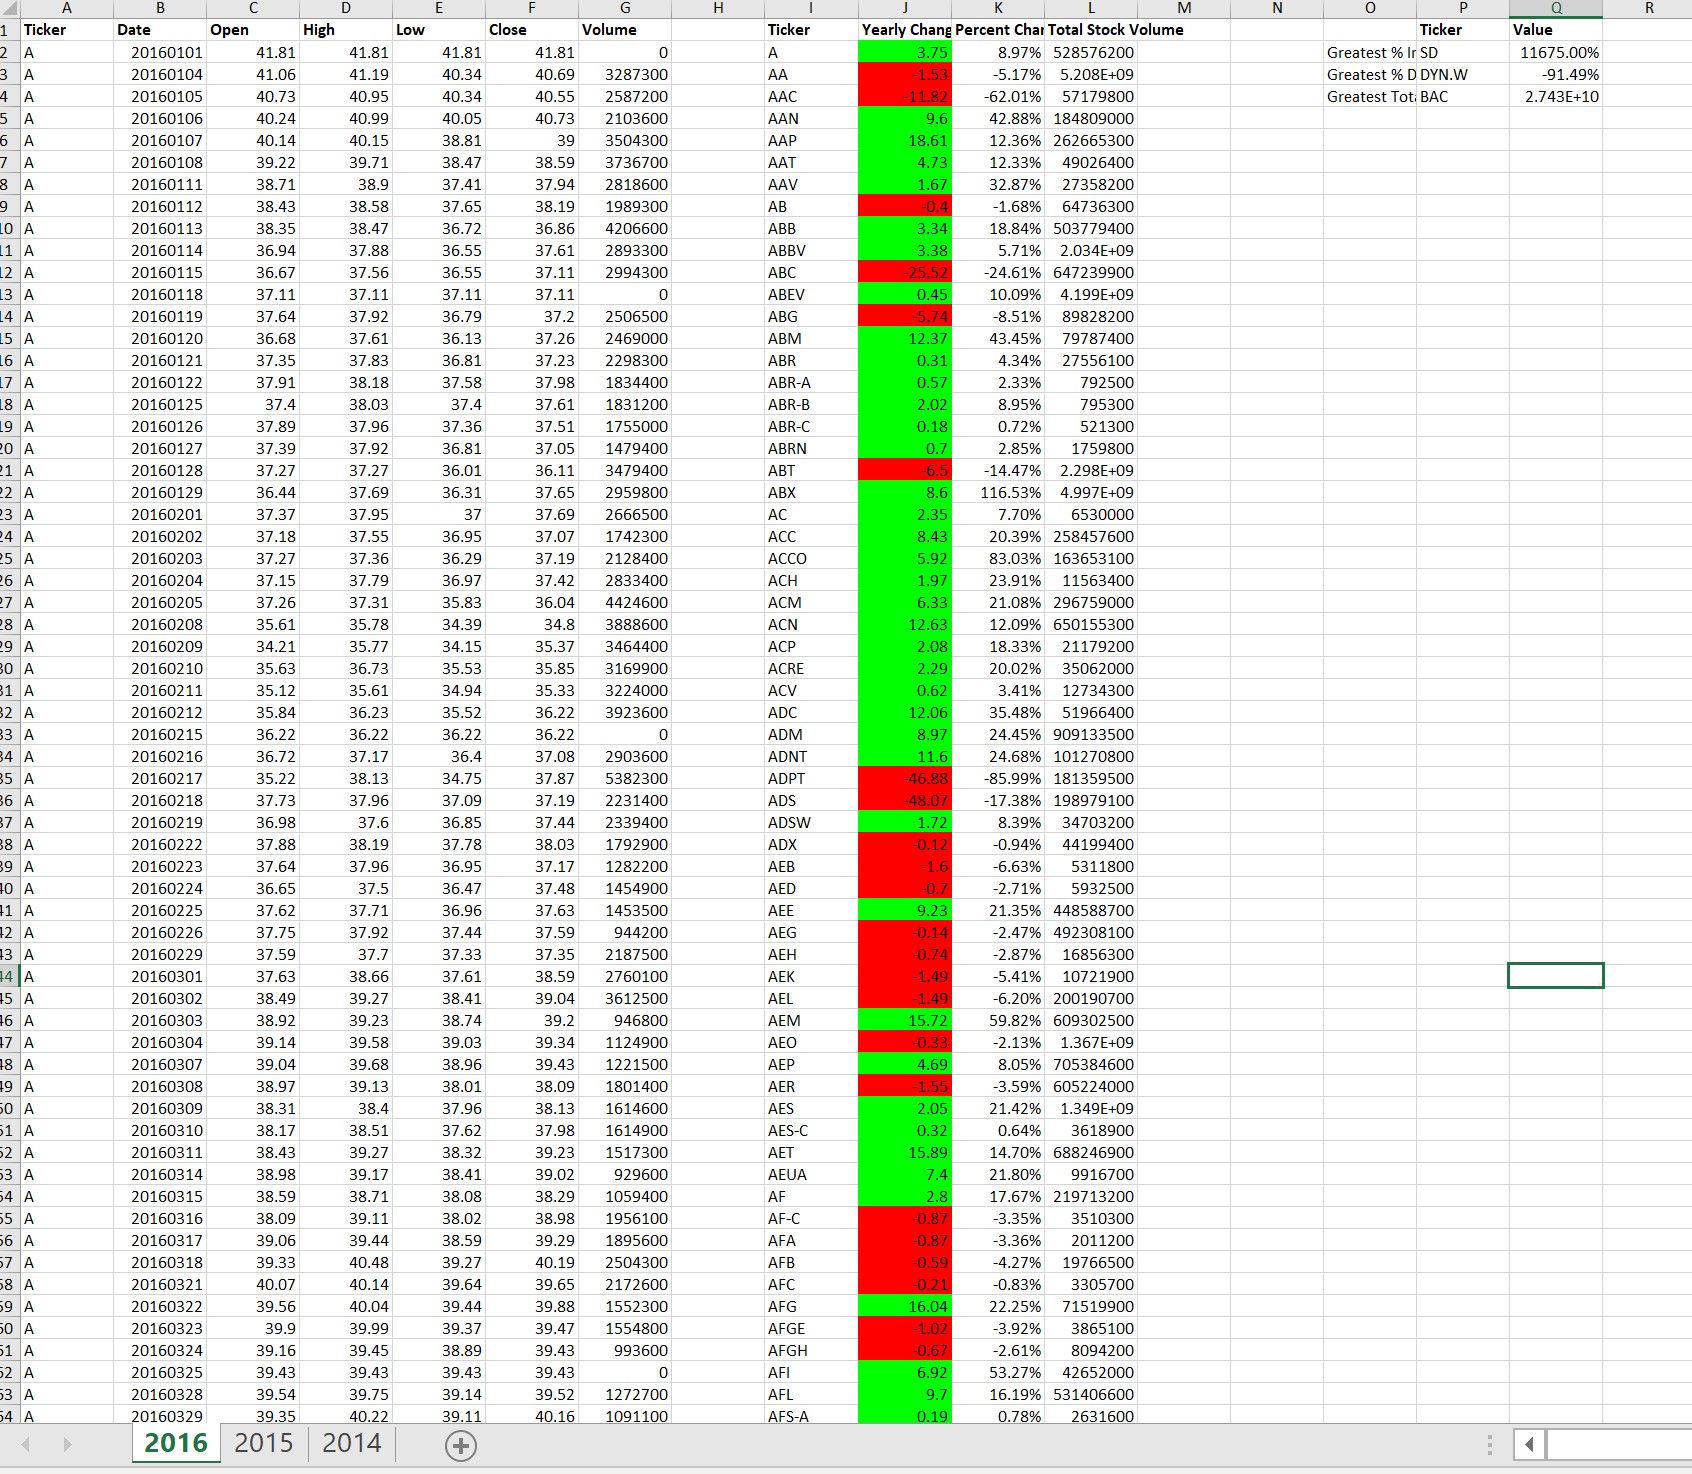 A B C D E F G H I J K L M N O P Q R
1 Ticker Date Open High Low Close Volume Ticker Yearly Chang Percent Char Total Stock Volume Ticker Value
2 A 20160101 41.81 41.81 41.81 41.81 0 A 3.75 8.97% 528576200 Greatest % Ir SD 11675.00%
3 A 20160104 41.06 41.19 40.34 40.69 3287300 AA -1.53 -5.17% 5.208E+09 Greatest % D DYN.W -91.49%
4 A 20160105 40.73 40.95 40.34 40.55 2587200 AAC -11.82 -62.01% 57179800 Greatest Tota BAC 2.743E+10
5 A 20160106 40.24 40.99 40.05 40.73 2103600 AAN 9.6 42.88% 184809000
6 A 20160107 40.14 40.15 38.81 39 3504300 AAP 18.61 12.36% 262665300
7 A 20160108 39.22 39.71 38.47 38.59 3736700 AAT 4.73 12.33% 49026400
8 A 20160111 38.71 38.9 37.41 37.94 2818600 AAV 1.67 32.87% 27358200
9 A 20160112 38.43 38.58 37.65 38.19 1989300 AB -0.4 -1.68% 64736300
10 A 20160113 38.35 38.47 36.72 36.86 4206600 ABB 3.34 18.84% 503779400
11 A 20160114 36.94 37.88 36.55 37.61 2893300 ABBV 3.38 5.71% 2.034E+09
12 A 20160115 36.67 37.56 36.55 37.11 2994300 ABC -25.52 -24.61% 647239900
13 A 20160118 37.11 37.11 37.11 37.11 0 ABEV 0.45 10.09% 4.199E+09
14 A 20160119 37.64 37.92 36.79 37.2 2506500 ABG -5.74 -8.51% 89828200
15 A 20160120 36.68 37.61 36.13 37.26 2469000 ABM 12.37 43.45% 79787400
16 A 20160121 37.35 37.83 36.81 37.23 2298300 ABR 0.31 4.34% 27556100
17 A 20160122 37.91 38.18 37.58 37.98 1834400 ABR-A 0.57 2.33% 792500
18 A 20160125 37.4 38.03 37.4 37.61 1831200 ABR-B 2.02 8.95% 795300
19 A 20160126 37.89 37.96 37.36 37.51 1755000 ABR-C 0.18 0.72% 521300
20 A 20160127 37.39 37.92 36.81 37.05 1479400 ABRN 0.7 2.85% 1759800
21 A 20160128 37.27 37.27 36.01 36.11 3479400 ABT -6.5 -14.47% 2.298E+09
22 A 20160129 36.44 37.69 36.31 37.65 2959800 ABX 8.6 116.53% 4.997E+09
23 A 20160201 37.37 37.95 37 37.69 2666500 AC 2.35 7.70% 6530000
24 A 20160202 37.18 37.55 36.95 37.07 1742300 ACC 8.43 20.39% 258457600
25 A 20160203 37.27 37.36 36.29 37.19 2128400 ACCO 5.92 83.03% 163653100
26 A 20160204 37.15 37.79 36.97 37.42 2833400 ACH 1.97 23.91% 11563400
27 A 20160205 37.26 37.31 35.83 36.04 4424600 ACM 6.33 21.08% 296759000
28 A 20160208 35.61 35.78 34.39 34.8 3888600 ACN 12.63 12.09% 650155300
29 A 20160209 34.21 35.77 34.15 35.37 3464400 ACP 2.08 18.33% 21179200
30 A 20160210 35.63 36.73 35.53 35.85 3169900 ACRE 2.29 20.02% 35062000
31 A 20160211 35.12 35.61 34.94 35.33 3224000 ACV 0.62 3.41% 12734300
32 A 20160212 35.84 36.23 35.52 36.22 3923600 ADC 12.06 35.48% 51966400
33 A 20160215 36.22 36.22 36.22 36.22 0 ADM 8.97 24.45% 909133500
34 A 20160216 36.72 37.17 36.4 37.08 2903600 ADNT 11.6 24.68% 101270800
35 A 20160217 35.22 38.13 34.75 37.87 5382300 ADPT -46.88 -85.99% 181359500
36 A 20160218 37.73 37.96 37.09 37.19 2231400 ADS -48.07 -17.38% 198979100
37 A 20160219 36.98 37.6 36.85 37.44 2339400 ADSW 1.72 8.39% 34703200
38 A 20160222 37.88 38.19 37.78 38.03 1792900 ADX -0.12 -0.94% 44199400
39 A 20160223 37.64 37.96 36.95 37.17 1282200 AEB -1.6 -6.63% 5311800
40 A 20160224 36.65 37.5 36.47 37.48 1454900 AED -0.7 -2.71% 5932500
41 A 20160225 37.62 37.71 36.96 37.63 1453500 AEE 9.23 21.35% 448588700
42 A 20160226 37.75 37.92 37.44 37.59 944200 AEG -0.14 -2.47% 492308100
43 A 20160229 37.59 37.7 37.33 37.35 2187500 AEH -0.74 -2.87% 16856300
44 A 20160301 37.63 38.66 37.61 38.59 2760100 AEK -1.49 -5.41% 10721900
45 A 20160302 38.49 39.27 38.41 39.04 3612500 AEL -1.49 -6.20% 200190700
46 A 20160303 38.92 39.23 38.74 39.2 946800 AEM 15.72 59.82% 609302500
47 A 20160304 39.14 39.58 39.03 39.34 1124900 AEO -0.33 -2.13% 1.367E+09
48 A 20160307 39.04 39.68 38.96 39.43 1221500 AEP 4.69 8.05% 705384600
49 A 20160308 38.97 39.13 38.01 38.09 1801400 AER -1.55 -3.59% 605224000
50 A 20160309 38.31 38.4 37.96 38.13 1614600 AES 2.05 21.42% 1.349E+09
51 A 20160310 38.17 38.51 37.62 37.98 1614900 AES-C 0.32 0.64% 3618900
52 A 20160311 38.43 39.27 38.32 39.23 1517300 AET 15.89 14.70% 688246900
53 A 20160314 38.98 39.17 38.41 39.02 929600 AEUA 7.4 21.80% 9916700
54 A 20160315 38.59 38.71 38.08 38.29 1059400 AF 2.8 17.67% 219713200
55 A 20160316 38.09 39.11 38.02 38.98 1956100 AF-C -0.87 -3.35% 3510300
56 A 20160317 39.06 39.44 38.59 39.29 1895600 AFA -0.87 -3.36% 2011200
57 A 20160318 39.33 40.48 39.27 40.19 2504300 AFB -0.59 -4.27% 19766500
58 A 20160321 40.07 40.14 39.64 39.65 2172600 AFC -0.21 -0.83% 3305700
59 A 20160322 39.56 40.04 39.44 39.88 1552300 AFG 16.04 22.25% 71519900
60 A 20160323 39.9 39.99 39.37 39.47 1554800 AFGE -1.02 -3.92% 3865100
61 A 20160324 39.16 39.45 38.89 39.43 993600 AFGH -0.67 -2.61% 8094200
62 A 20160325 39.43 39.43 39.43 39.43 0 AFI 6.92 53.27% 42652000
63 A 20160328 39.54 39.75 39.14 39.52 1272700 AFL 9.7 16.19% 531406600
64 A 20160329 39.35 40.22 39.11 40.16 1091100 AFS-A 0.19 0.78% 2631600
2016 2015 2014